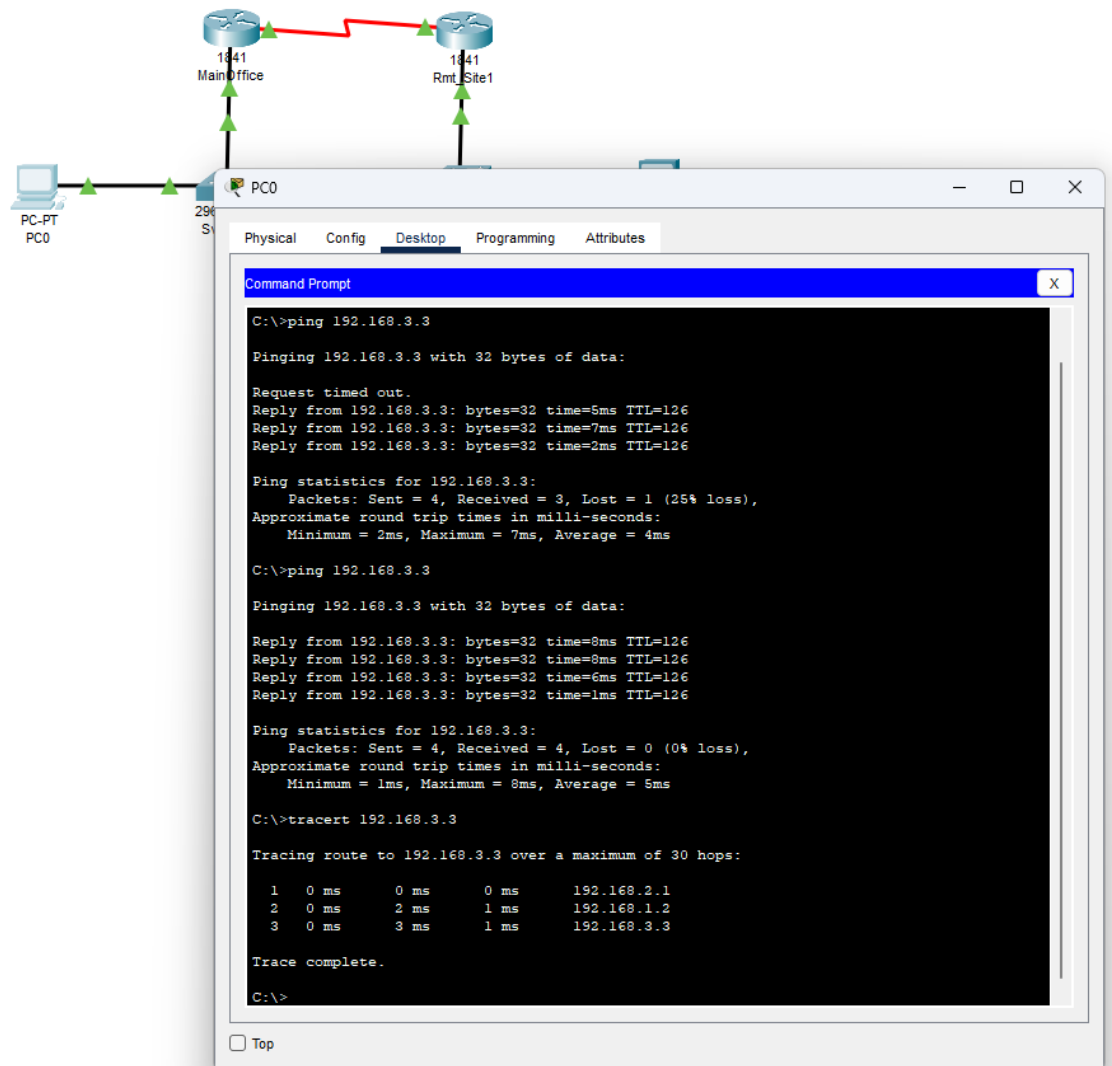 1841
MainOffice
1841
Rmt_Site1
PC-PT
PC0
296
PC0
Physical Config Desktop Programming Attributes
Command Prompt
X
C:\>ping 192.168.3.3
Pinging 192.168.3.3 with 32 bytes of data:
Request timed out.
Reply from 192.168.3.3: bytes=32 time=5ms TTL=126
Reply from 192.168.3.3: bytes=32 time=7ms TTL=126
Reply from 192.168.3.3: bytes=32 time=2ms TTL=126
Ping statistics for 192.168.3.3:
Packets: Sent = 4, Received = 3, Lost = 1 (25% loss),
Approximate round trip times in milli-seconds:
Minimum = 2ms, Maximum = 7ms, Average = 4ms
C:\>ping 192.168.3.3
Pinging 192.168.3.3 with 32 bytes of data:
Reply from 192.168.3.3: bytes=32 time=8ms TTL=126
Reply from 192.168.3.3: bytes=32 time=8ms TTL=126
Reply from 192.168.3.3: bytes=32 time=6ms TTL=126
Reply from 192.168.3.3: bytes=32 time=1ms TTL=126
Ping statistics for 192.168.3.3:
Packets: Sent = 4, Received = 4, Lost = 0 (0% loss),
Approximate round trip times in milli-seconds:
Minimum = 1ms, Maximum = 8ms, Average = 5ms
C:\>tracert 192.168.3.3
Tracing route to 192.168.3.3 over a maximum of 30 hops:
1 0 ms 0 ms 0 ms 192.168.2.1
2 0 ms 2 ms 1 ms 192.168.1.2
3 0 ms 3 ms 1 ms 192.168.3.3
Trace complete.
C:\>
Top